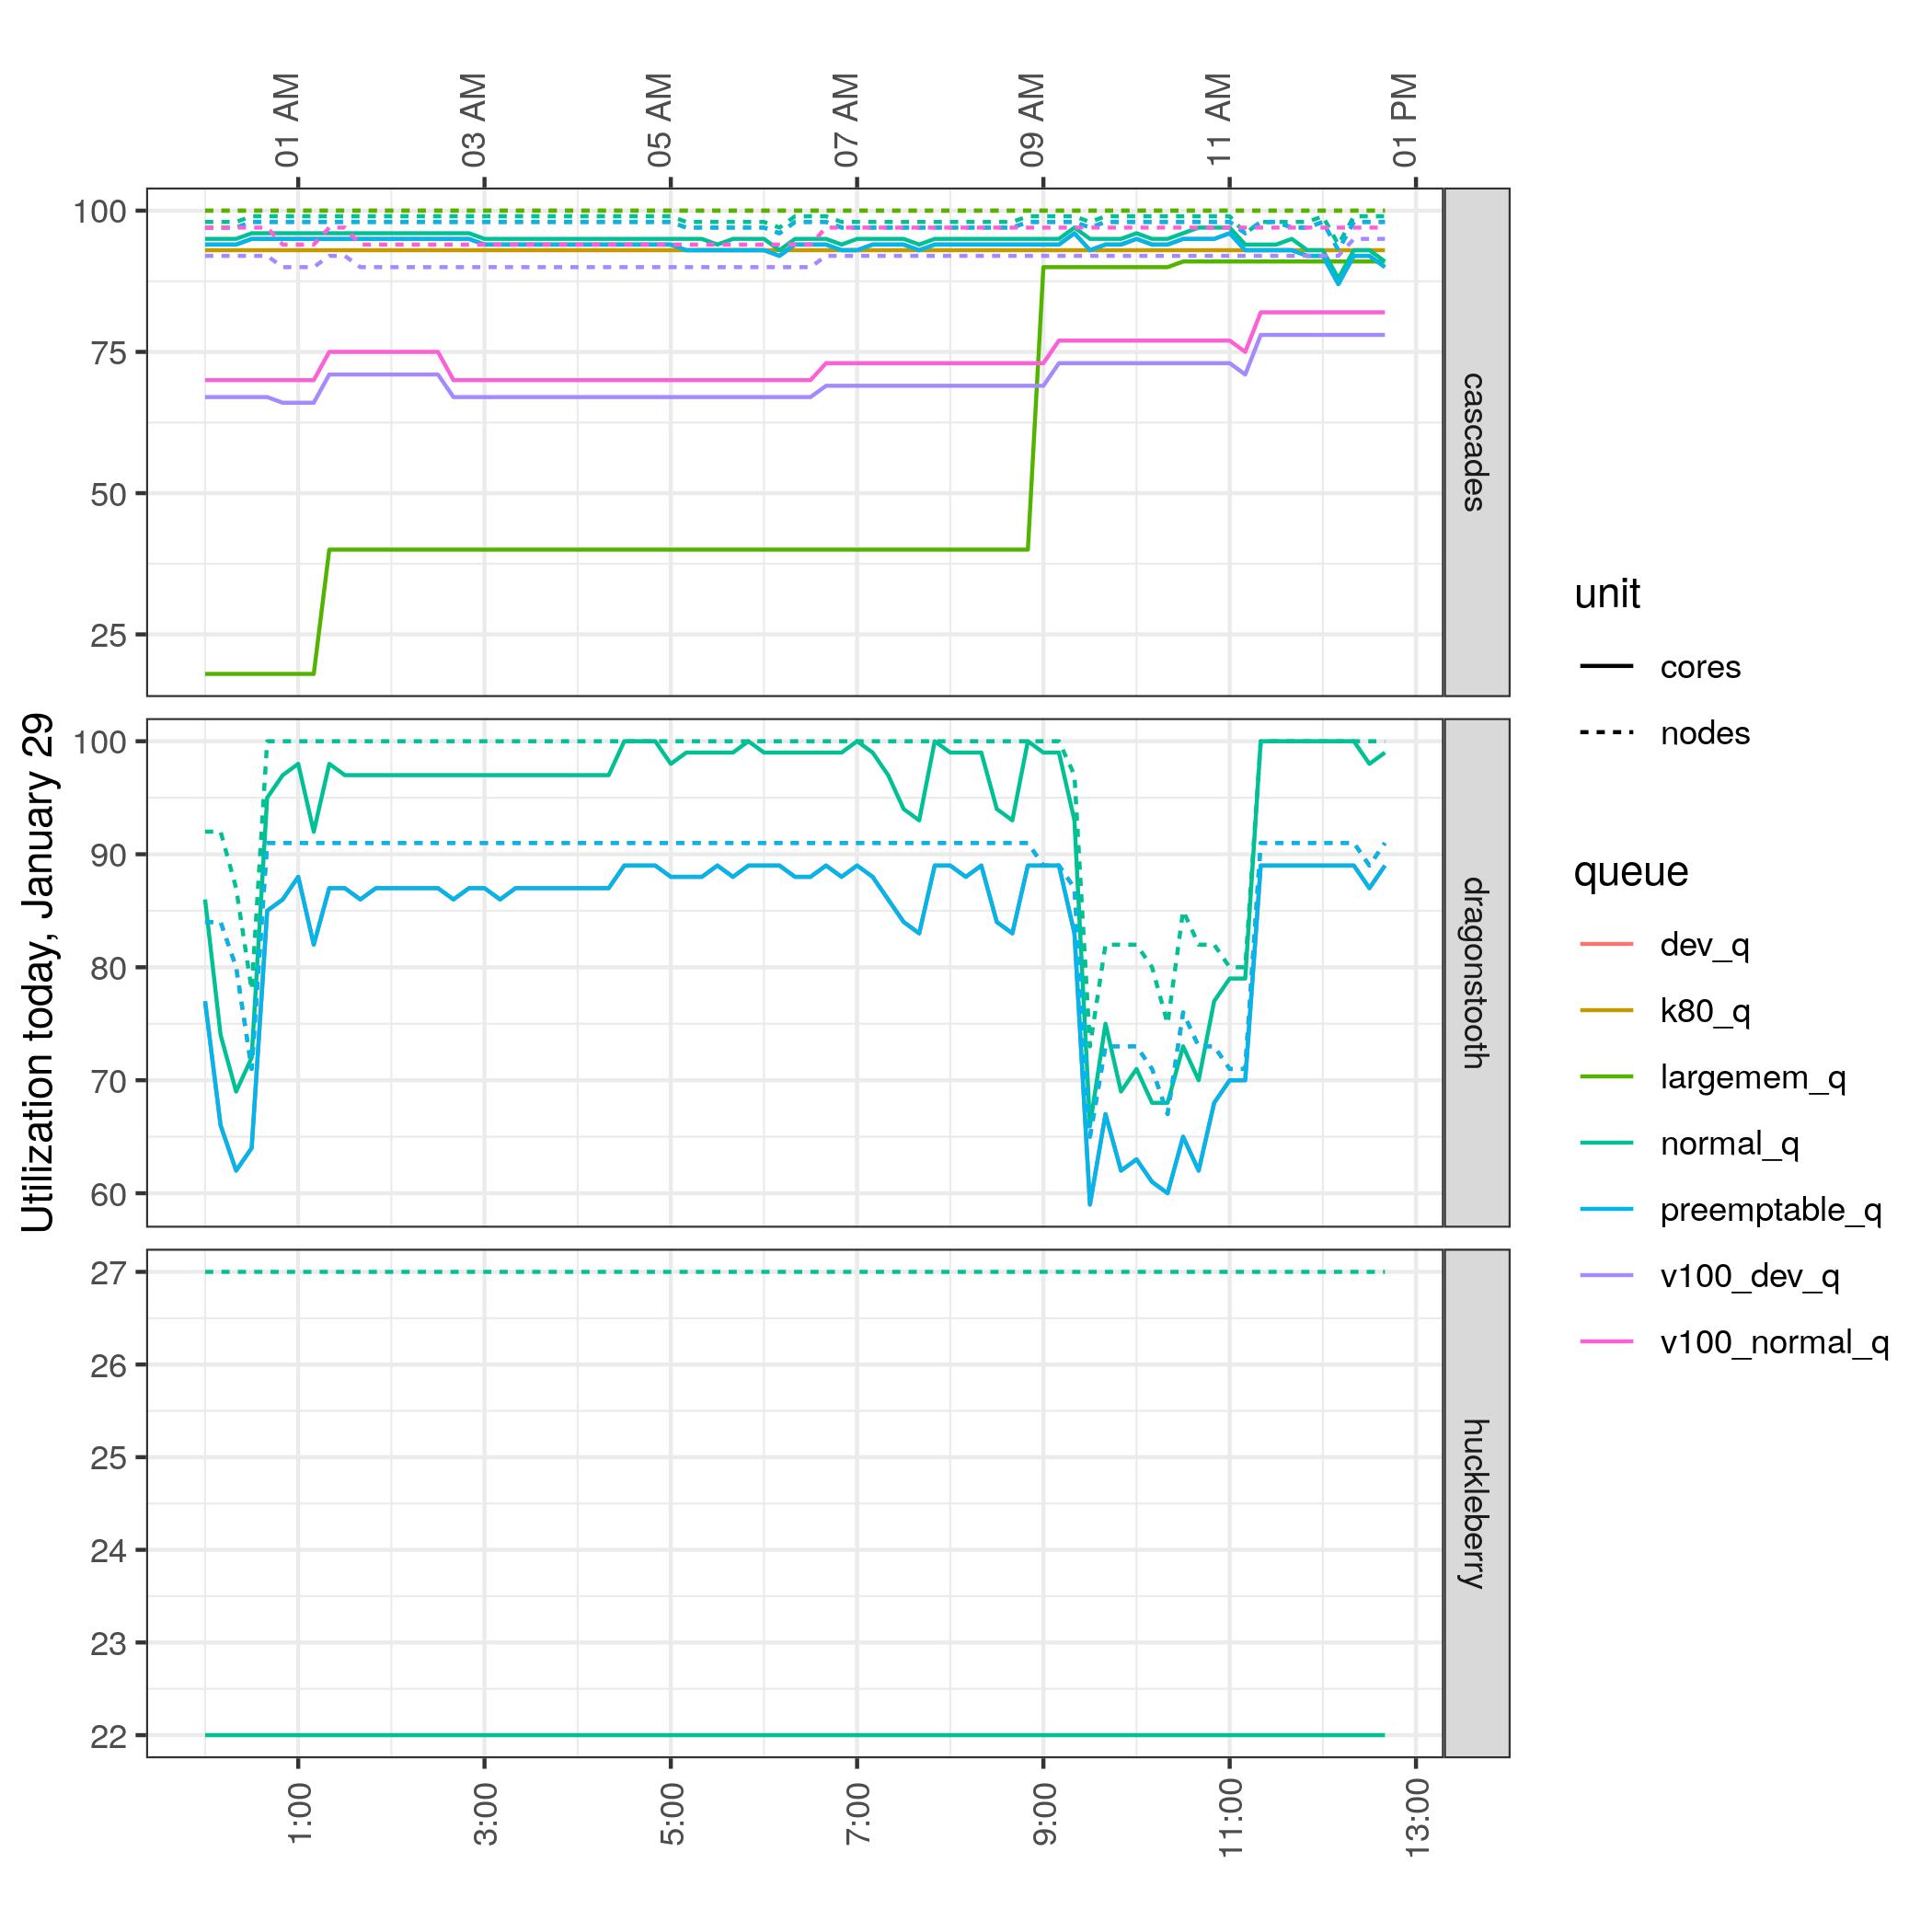 01 AM
03 AM
05 AM
07 AM
09 AM
11 AM
01 PM
Utilization today, January 29
100
75
50
25
cascades
100
90
80
70
60
dragonstooth
27
26
25
24
23
22
huckleberry
1:00
3:00
5:00
7:00
9:00
11:00
13:00
unit
cores
nodes
queue
dev_q
k80_q
largemem_q
normal_q
preemptable_q
v100_dev_q
v100_normal_q